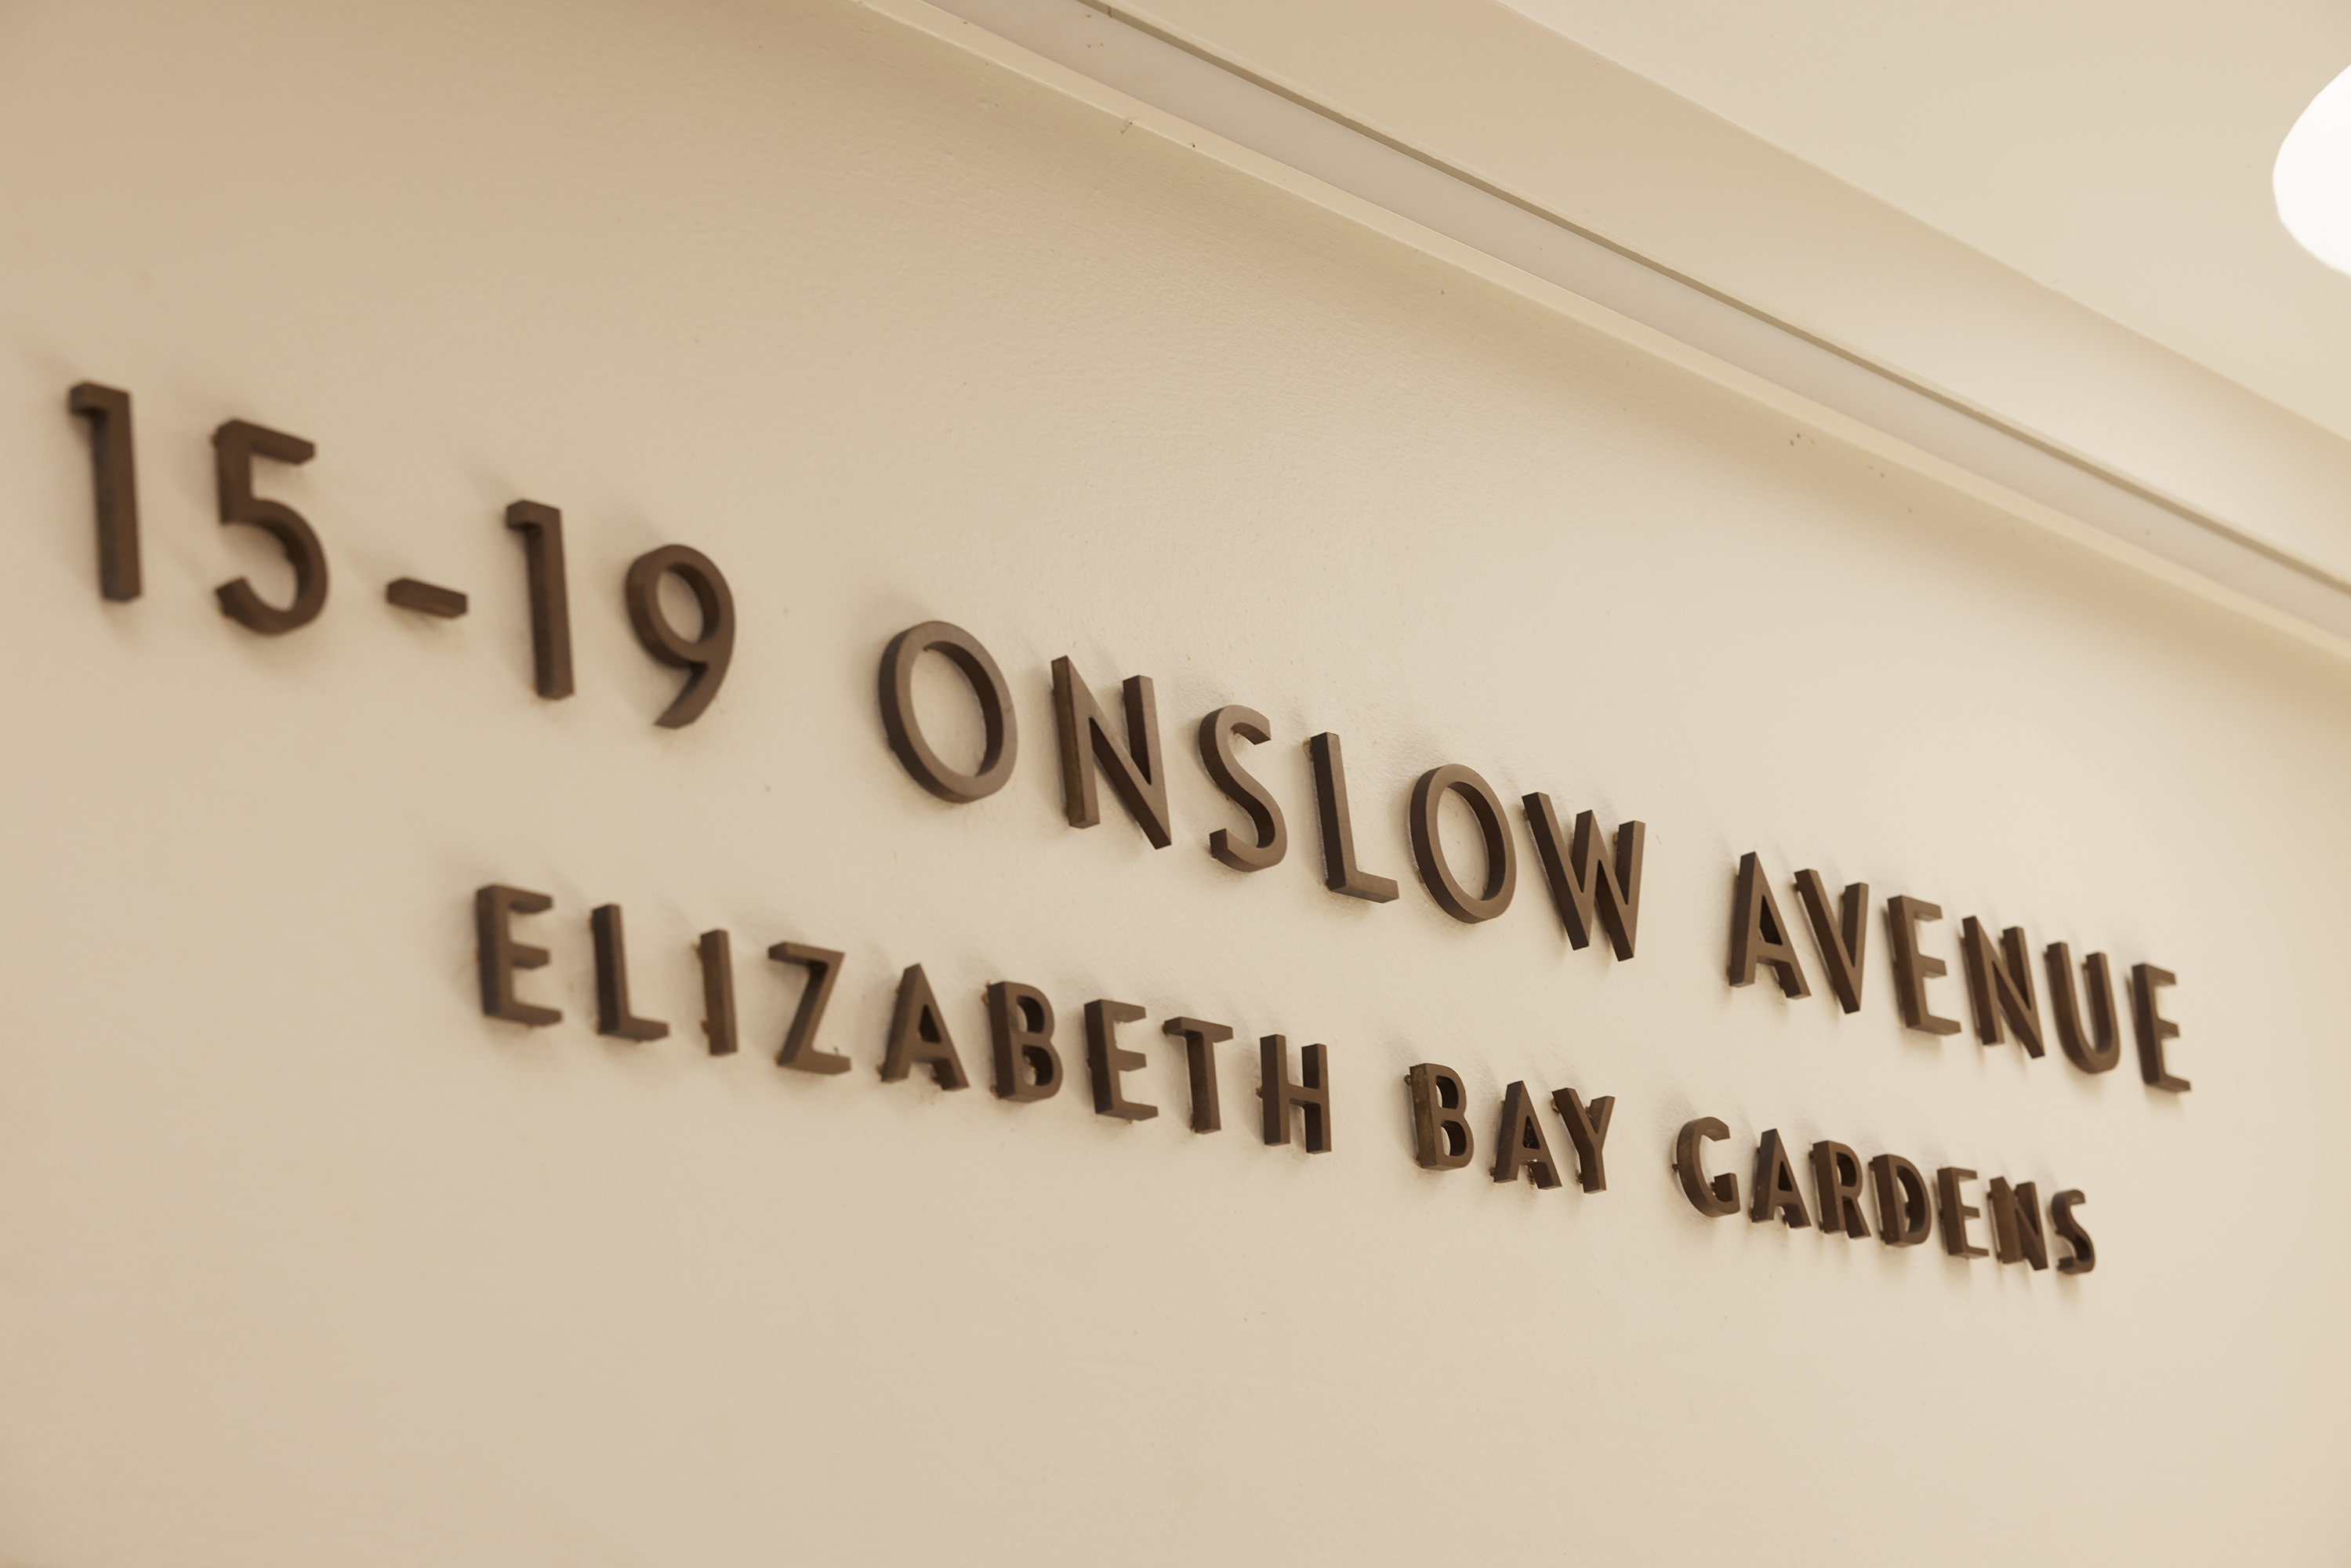 15-19 ONSLOW AVENUE
ELIZABETH BAY GARDENS